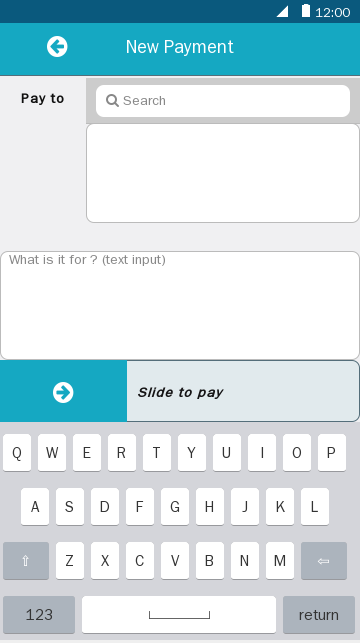 12:00
New Payment
Pay to
Search
What is it for ? (text input)
Slide to pay
Q W E R T Y U I O P
A S D F G H J K L
⇧ Z X C V B N M ⇦
123 return